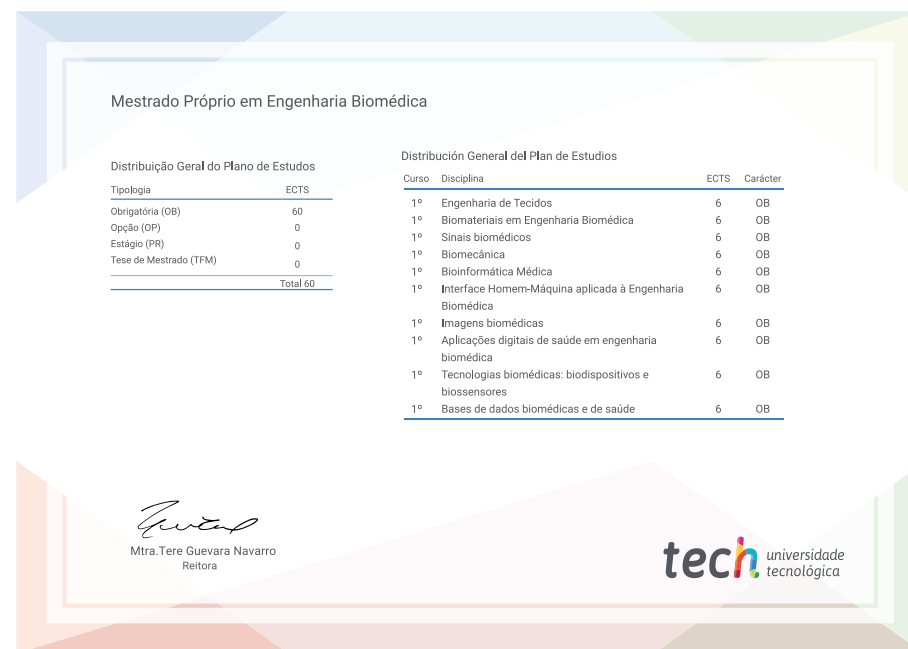 Mestrado Próprio em Engenharia Biomédica
Distribuição Geral do Plano de Estudos
Tipologia ECTS
Obrigatória (OB) 60
Opção (OP) 0
Estágio (PR) 0
Tese de Mestrado (TFM) 0
Total 60
Distribución General del Plan de Estudios
Curso Disciplina ECTS Carácter
1º Engenharia de Tecidos 6 OB
1º Biomateriais em Engenharia Biomédica 6 OB
1º Sinais biomédicos 6 OB
1º Biomecânica 6 OB
1º Bioinformática Médica 6 OB
1º Interface Homem-Máquina aplicada à Engenharia 6 OB
Biomédica
1º Imagens biomédicas 6 OB
1º Aplicações digitais de saúde em engenharia 6 OB
biomédica
1º Tecnologias biomédicas: biodispositivos e 6 OB
biossensores
1º Bases de dados biomédicas e de saúde 6 OB
Mtra.Tere Guevara Navarro
Reitora
tech universidade
tecnológica